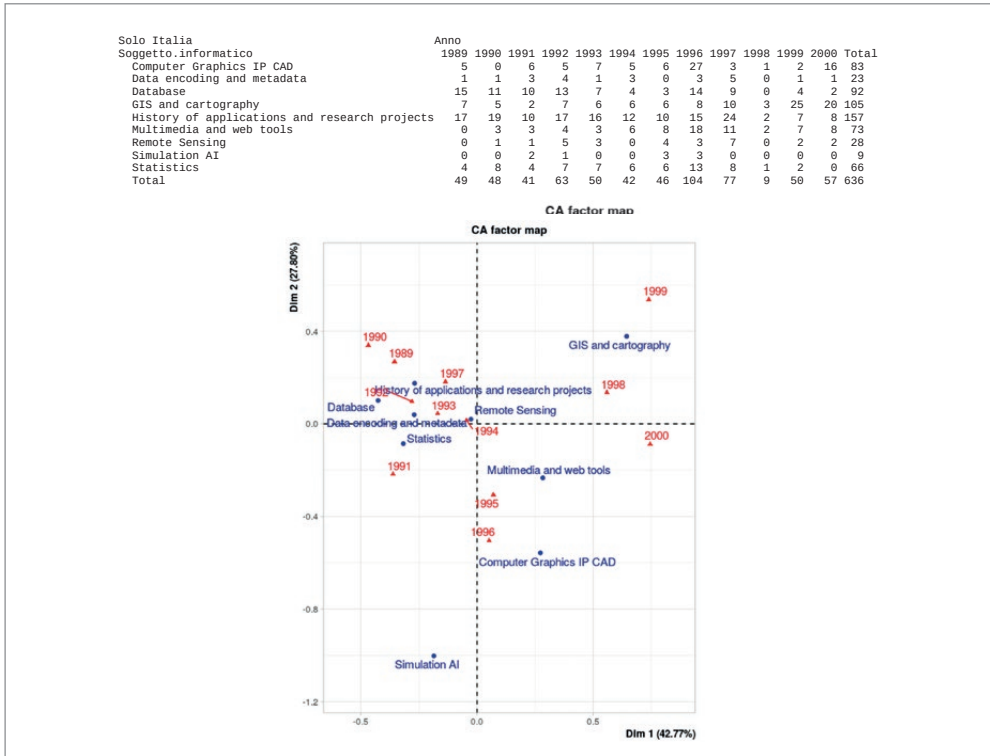 Solo Italia Anno
Soggetto.informatico 1989 1990 1991 1992 1993 1994 1995 1996 1997 1998 1999 2000 Total
Computer Graphics IP CAD 5 0 6 5 7 5 6 27 3 1 2 16 83
Data encoding and metadata 1 1 3 4 1 3 0 3 5 0 1 1 23
Database 15 11 10 13 7 4 3 14 9 0 4 2 92
GIS and cartography 7 5 2 7 6 6 6 8 10 3 25 20 105
History of applications and research projects 17 19 10 17 16 12 10 15 24 2 7 8 157
Multimedia and web tools 0 3 3 4 3 6 8 18 11 2 7 8 73
Remote Sensing 0 1 1 5 3 0 4 3 7 0 2 2 28
Simulation AI 0 0 2 1 0 0 3 3 0 0 0 0 9
Statistics 4 8 4 7 7 6 6 13 8 1 2 0 66
Total 49 48 41 63 50 42 46 104 77 9 50 57 636
CA factor map
CA factor map
Dim 2 (27.80%)
1999
0.4
1990
GIS and cartography
1989
1997
1998
History of applications and research projects
1992
Database
1993
Remote Sensing
0.0
Data encoding and metadata
1994
2000
Statistics
1991
Multimedia and web tools
-0.4
1995
1996
Computer Graphics IP CAD
-0.8
Simulation AI
-1.2
-0.5 0.0 0.5
Dim 1 (42.77%)